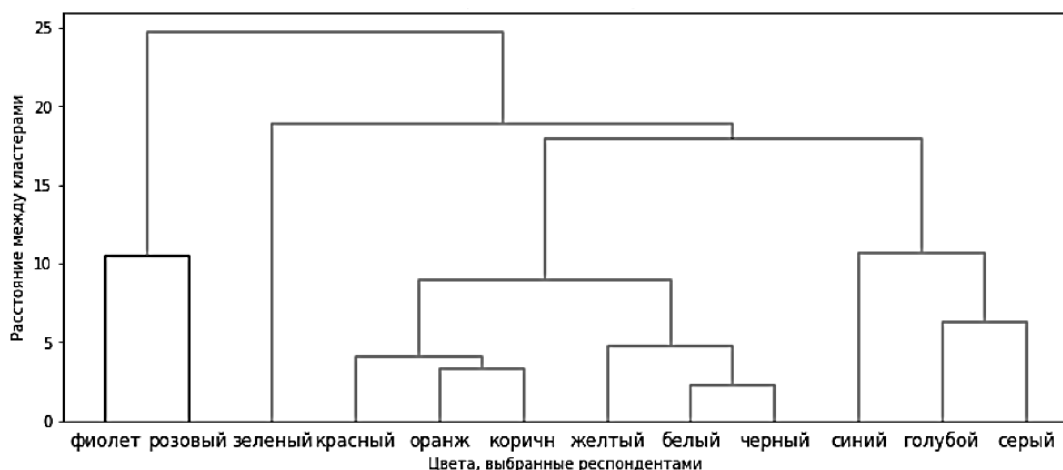 25
20
15
10
5
0
Расстояние между кластерами
фиолет розовый зеленый красный оранж коричн желтый белый черный синий голубой серый
Цвета, выбранные респондентами